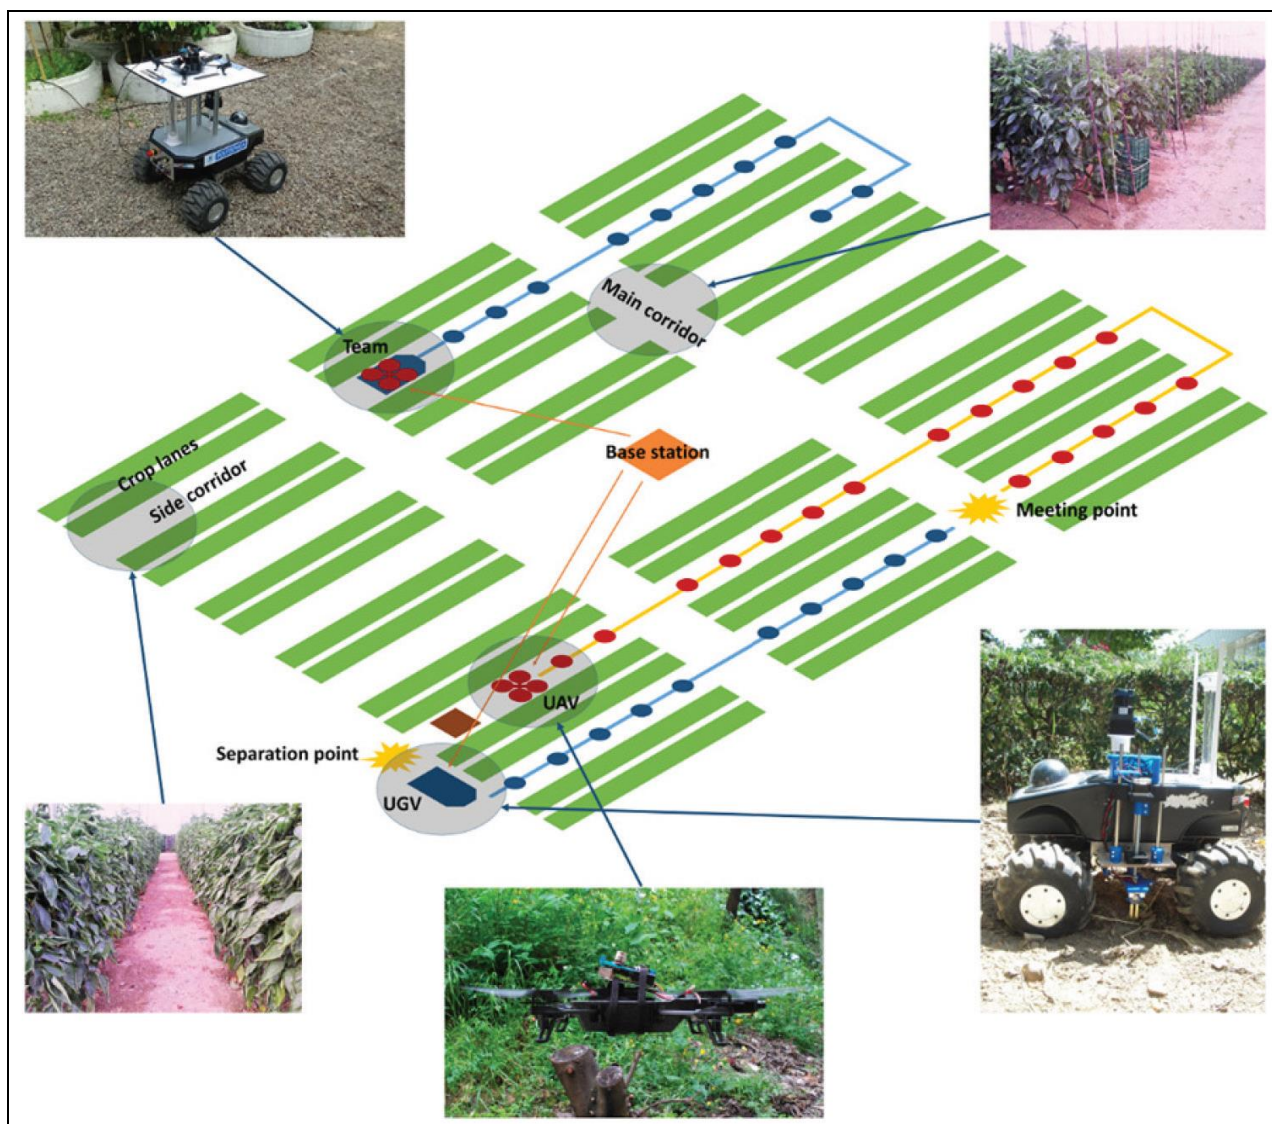 Main corridor
Team
Crop lanes
Side corridor
Base station
Meeting point
UAV
Separation point
UGV